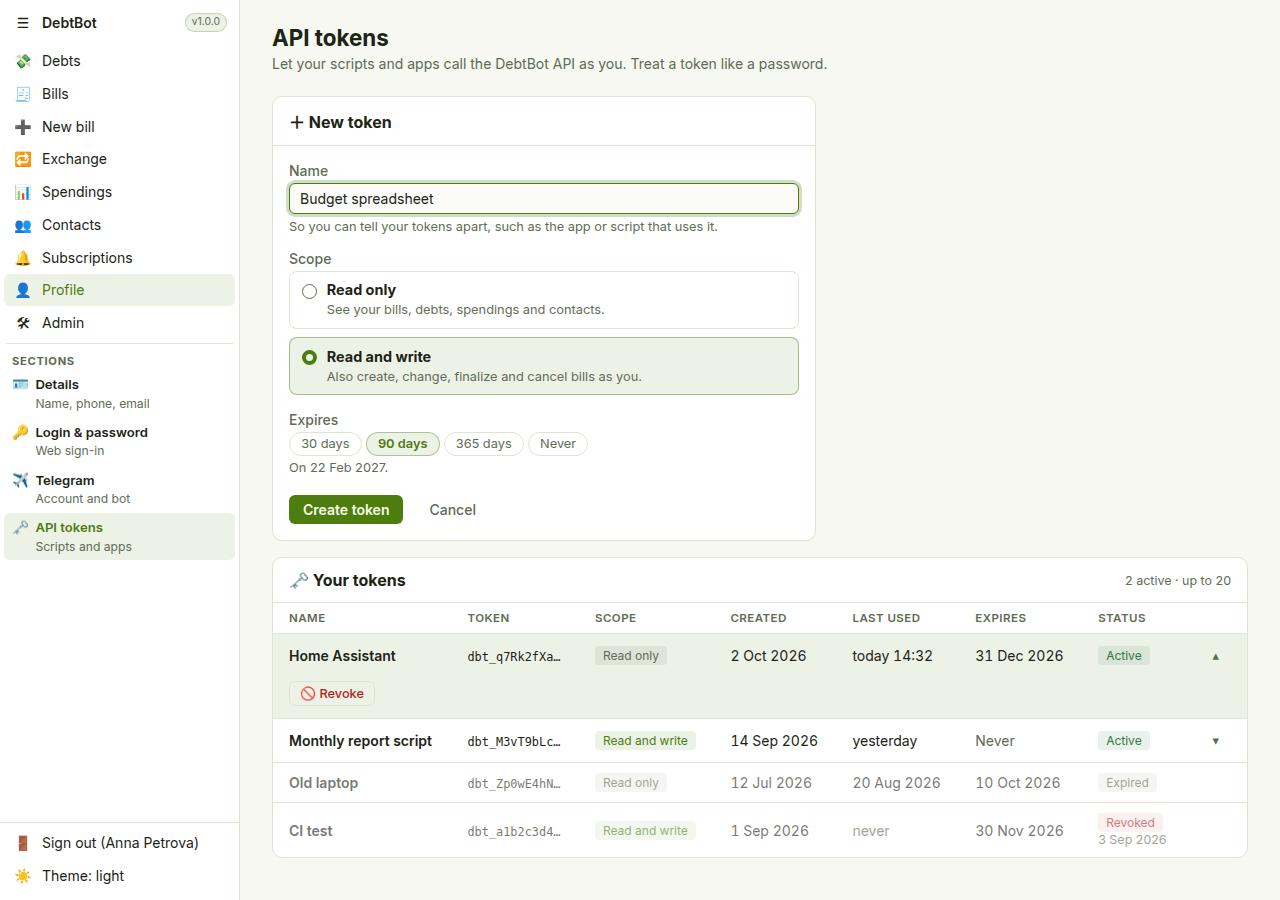 DebtBot
v1.0.0
Debts
Bills
New bill
Exchange
Spendings
Contacts
Subscriptions
Profile
Admin
SECTIONS
Details
Name, phone, email
Login & password
Web sign-in
Telegram
Account and bot
API tokens
Scripts and apps
Sign out (Anna Petrova)
Theme: light
API tokens
Let your scripts and apps call the DebtBot API as you. Treat a token like a password.
New token
Name
Budget spreadsheet
So you can tell your tokens apart, such as the app or script that uses it.
Scope
Read only
See your bills, debts, spendings and contacts.
Read and write
Also create, change, finalize and cancel bills as you.
Expires
30 days 90 days 365 days Never
On 22 Feb 2027.
Create token Cancel
Your tokens 2 active · up to 20
NAME TOKEN SCOPE CREATED LAST USED EXPIRES STATUS
Home Assistant dbt_q7Rk2fXa… Read only 2 Oct 2026 today 14:32 31 Dec 2026 Active
Revoke
Monthly report script dbt_M3vT9bLc… Read and write 14 Sep 2026 yesterday Never Active
Old laptop dbt_Zp0wE4hN… Read only 12 Jul 2026 20 Aug 2026 10 Oct 2026 Expired
CI test dbt_a1b2c3d4… Read and write 1 Sep 2026 never 30 Nov 2026 Revoked
3 Sep 2026